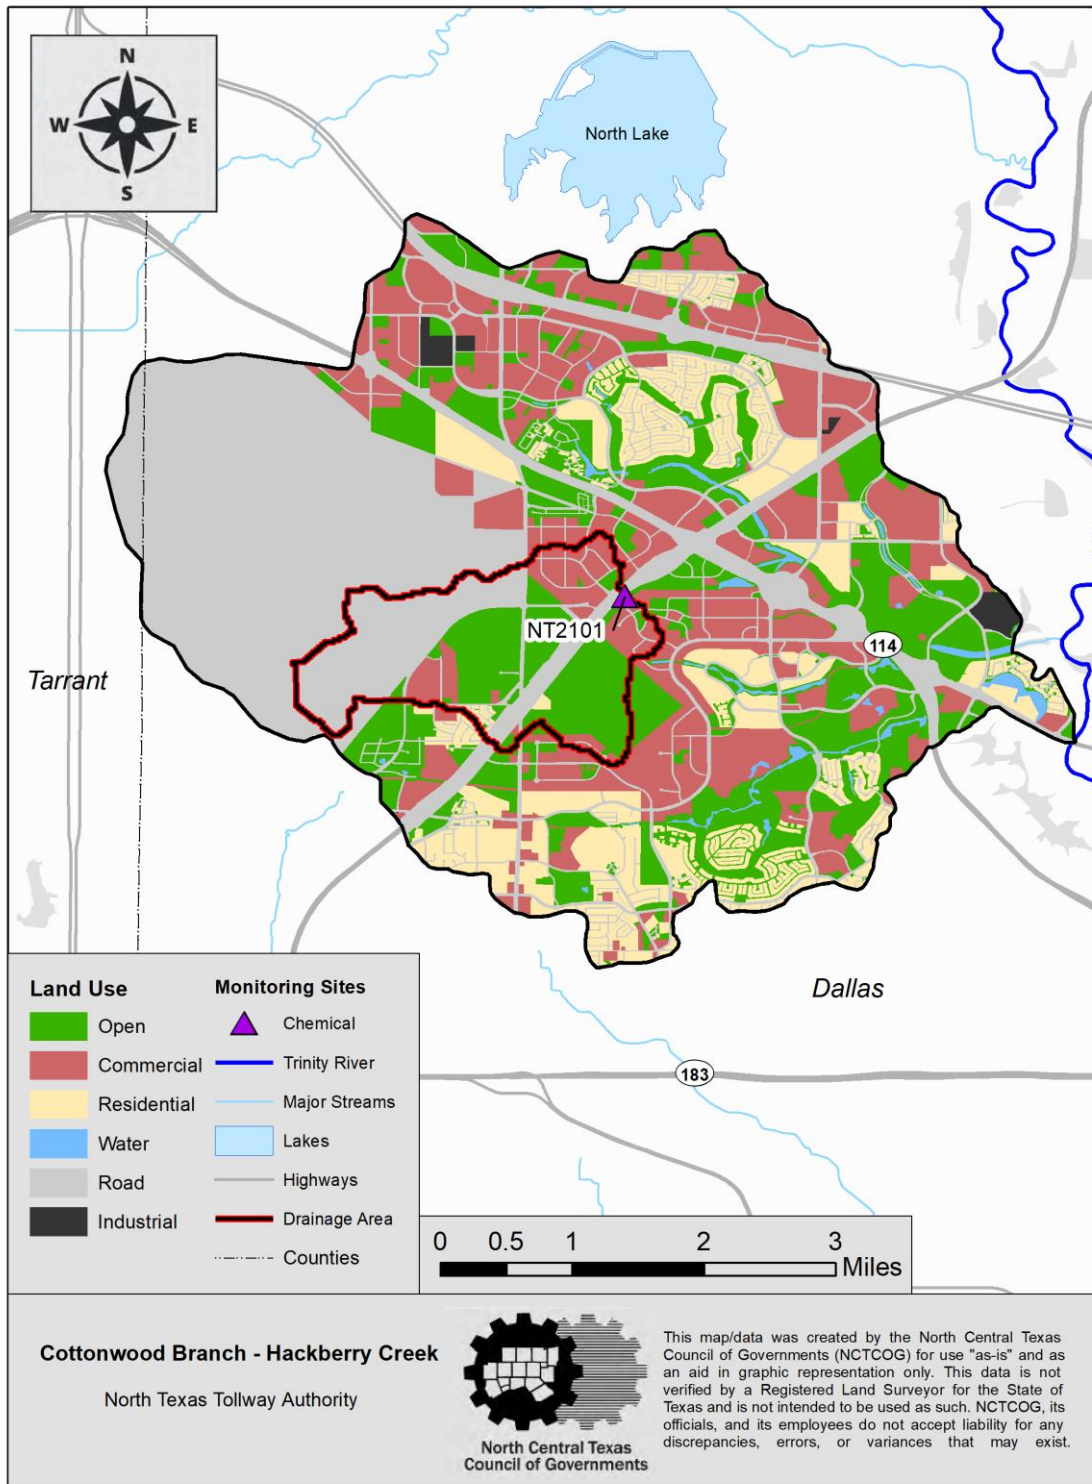 N
W E
S
North Lake
NT2101
114
Tarrant
Dallas
183
Land Use
Open
Commercial
Residential
Water
Road
Industrial
Monitoring Sites
Chemical
Trinity River
Major Streams
Lakes
Highways
Drainage Area
Counties
0 0.5 1 2 3
Miles
Cottonwood Branch - Hackberry Creek
North Texas Tollway Authority
North Central Texas
Council of Governments
This map/data was created by the North Central Texas
Council of Governments (NCTCOG) for use "as-is" and as
an aid in graphic representation only. This data is not
verified by a Registered Land Surveyor for the State of
Texas and is not intended to be used as such. NCTCOG, its
officials, and its employees do not accept liability for any
discrepancies, errors, or variances that may exist.